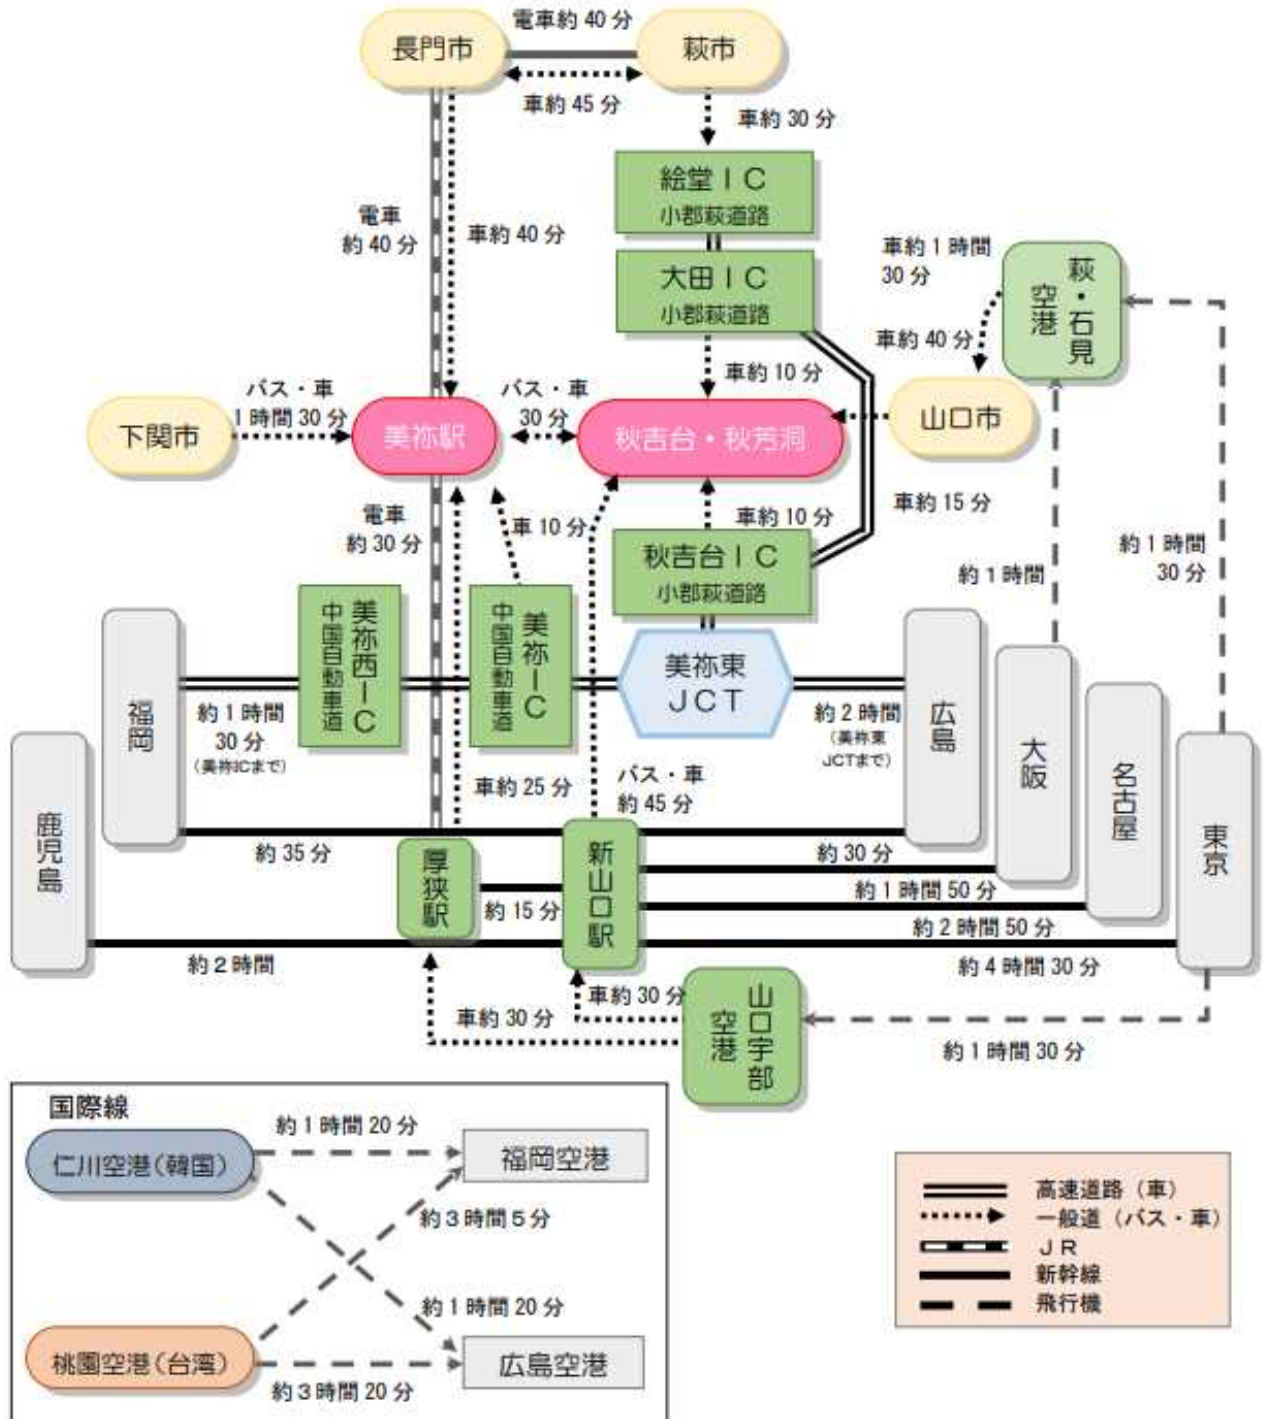 電車約 40 分
長門市
萩市
車約 45 分
車約 30 分
絵堂ＩＣ
小郡萩道路
電車
約 40 分
車約 40 分
大田ＩＣ
小郡萩道路
車約 1 時間
30 分
萩・石見
空港
車約 40 分
車約 10 分
バス・車
1 時間 30 分
バス・車
30 分
下関市
美祢駅
秋吉台・秋芳洞
山口市
電車
約 30 分
車 10 分
車約 10 分
車約 15 分
秋吉台ＩＣ
小郡萩道路
約 1 時間
約 1 時間
30 分
美祢西ＩＣ
中国自動車道
美祢ＩＣ
中国自動車道
美祢東
ＪＣＴ
福岡
広島
約 1 時間
30 分
（美祢ICまで）
約 2 時間
（美祢東
JCTまで）
大阪
名古屋
東京
鹿児島
車約 25 分
バス・車
約 45 分
約 35 分
厚狭駅
新山口駅
約 30 分
約 15 分
約 1 時間 50 分
約 2 時間 50 分
約 2 時間
約 4 時間 30 分
車約 30 分
車約 30 分
山口宇部
空港
約 1 時間 30 分
国際線
約 1 時間 20 分
仁川空港（韓国）
福岡空港
約 3 時間 5 分
約 1 時間 20 分
桃園空港（台湾）
広島空港
約 3 時間 20 分
高速道路（車）
一般道（バス・車）
ＪＲ
新幹線
飛行機